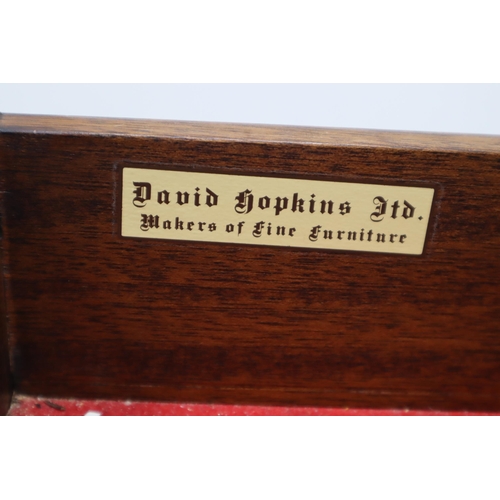 David Hopkins Ltd.
Makers of Fine Furniture